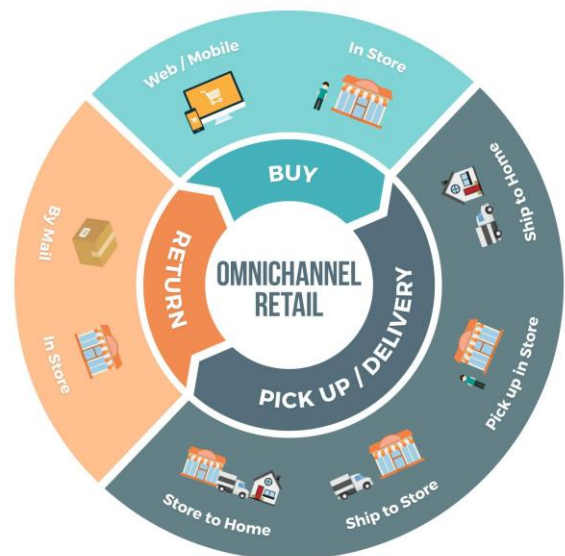 Web / Mobile
In Store
BUY
Ship to Home
Pick up in Store
Ship to Store
Store to Home
PICK UP / DELIVERY
By Mail
In Store
RETURN
OMNICHANNEL
RETAIL